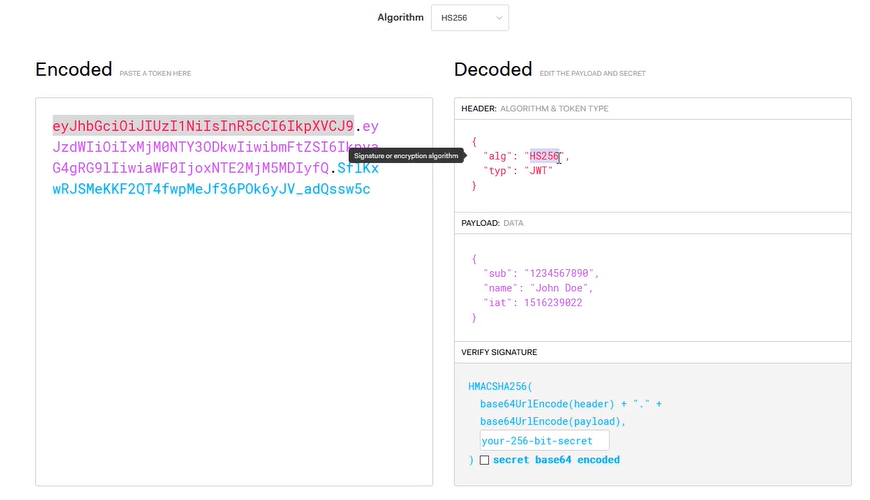 Algorithm HS256
Encoded PASTE A TOKEN HERE
eyJhbGciOiJIUzI1NiIsInR5cCI6IkpXVCJ9.ey
JzdWIiOiIxMjM0NTY3ODkwIiwibmFtZSI6Ikpva
G4gRG9lIiwiaWF0IjoxNTE2MjM5MDIyfQ.SflKx
wRJSMeKKF2QT4fwpMeJf36POk6yJV_adQssw5c
Decoded EDIT THE PAYLOAD AND SECRET
HEADER: ALGORITHM & TOKEN TYPE
{
Signature or encryption algorithm
"alg": "HS256",
"typ": "JWT"
}
PAYLOAD: DATA
{
"sub": "1234567890",
"name": "John Doe",
"iat": 1516239022
}
VERIFY SIGNATURE
HMACSHA256(
base64UrlEncode(header) + "." +
base64UrlEncode(payload),
your-256-bit-secret
) secret base64 encoded